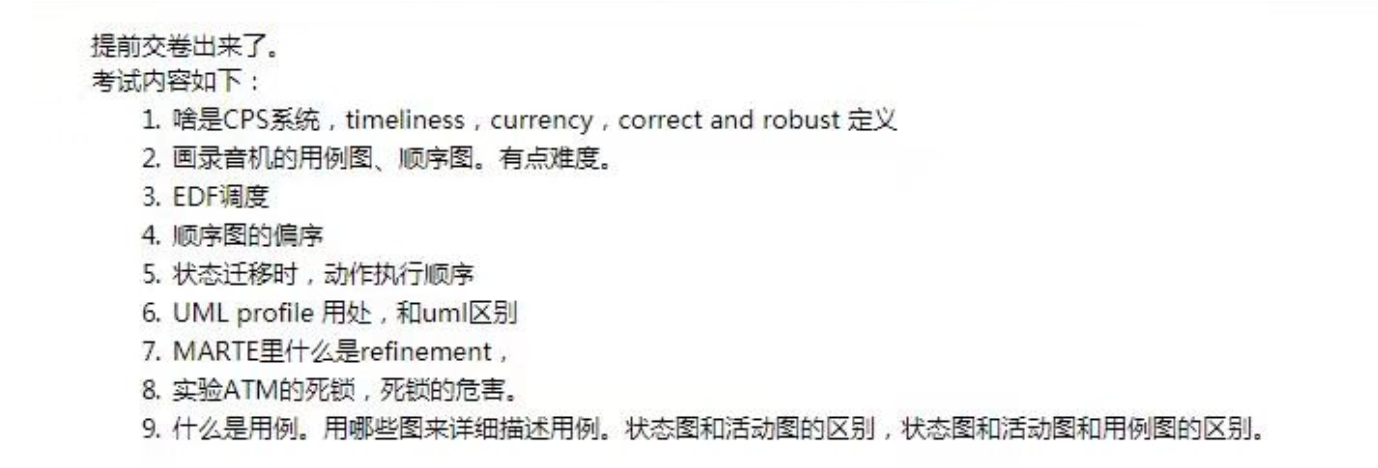 提前交卷出来了。
考试内容如下：
1. 啥是CPS系统，timeliness，currency，correct and robust 定义
2. 画录音机的用例图、顺序图。有点难度。
3. EDF调度
4. 顺序图的偏序
5. 状态迁移时，动作执行顺序
6. UML profile 用处，和uml区别
7. MARTE里什么是refinement，
8. 实验ATM的死锁，死锁的危害。
9. 什么是用例。用哪些图来详细描述用例。状态图和活动图的区别，状态图和活动图和用例图的区别。